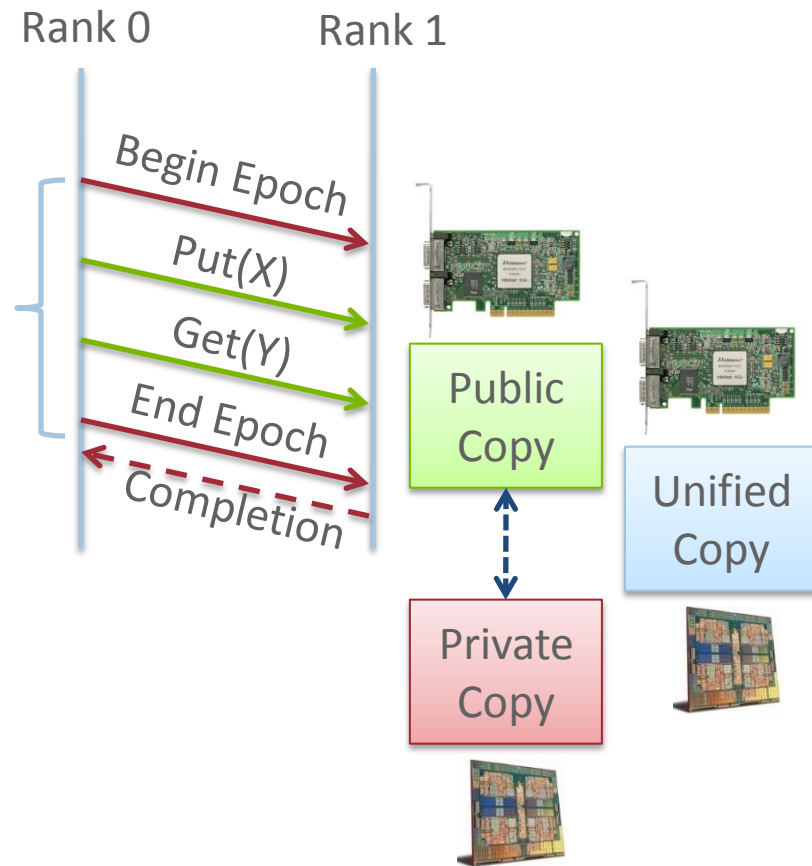 Rank 0
Rank 1
Begin Epoch
Put(X)
Get(Y)
End Epoch
Completion
Public
Copy
Unified
Copy
Private
Copy